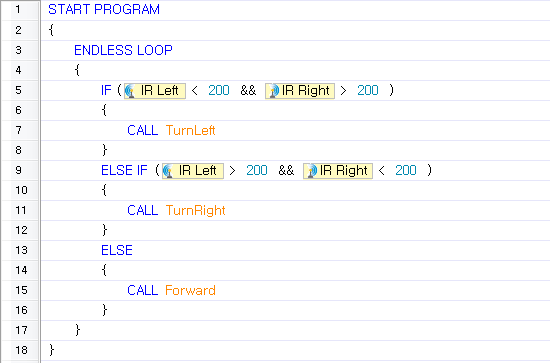 1 START PROGRAM
2 {
3 ENDLESS LOOP
4 {
5 IF ( IR Left < 200 && IR Right > 200 )
6 {
7 CALL TurnLeft
8 }
9 ELSE IF ( IR Left > 200 && IR Right < 200 )
10 {
11 CALL TurnRight
12 }
13 ELSE
14 {
15 CALL Forward
16 }
17 }
18 }